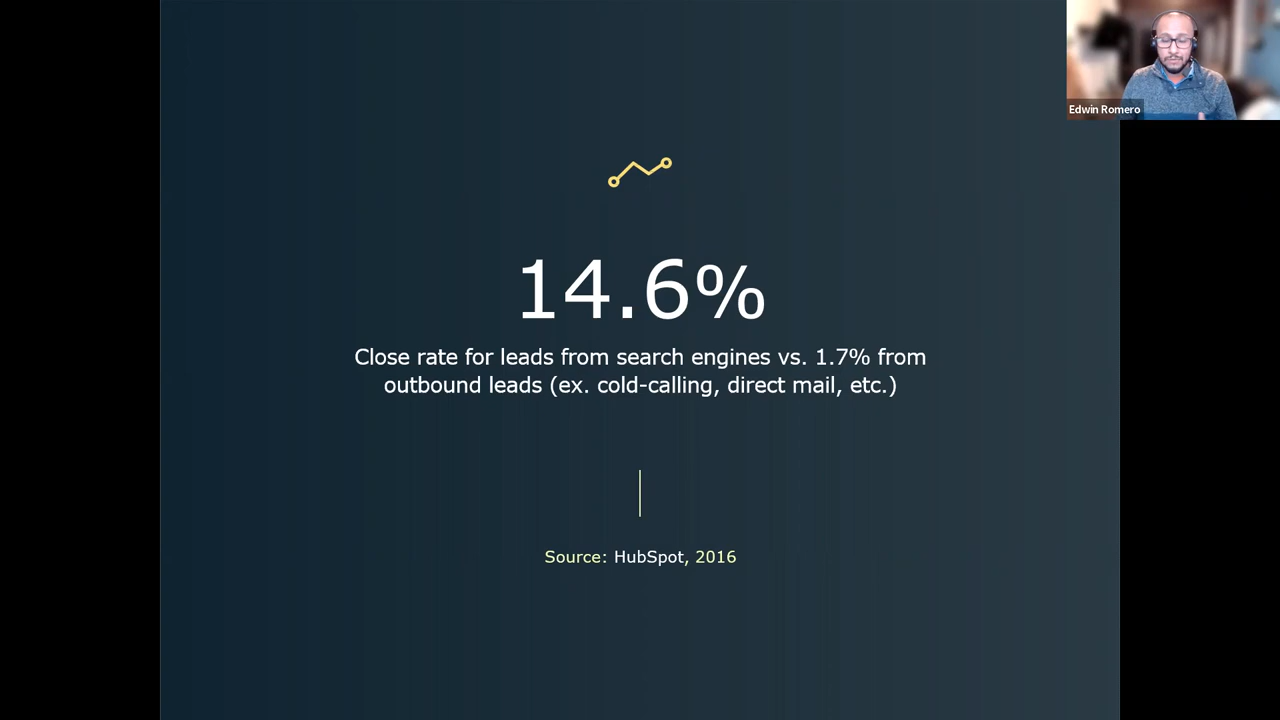 Edwin Romero
14.6%
Close rate for leads from search engines vs. 1.7% from
outbound leads (ex. cold-calling, direct mail, etc.)
Source: HubSpot, 2016